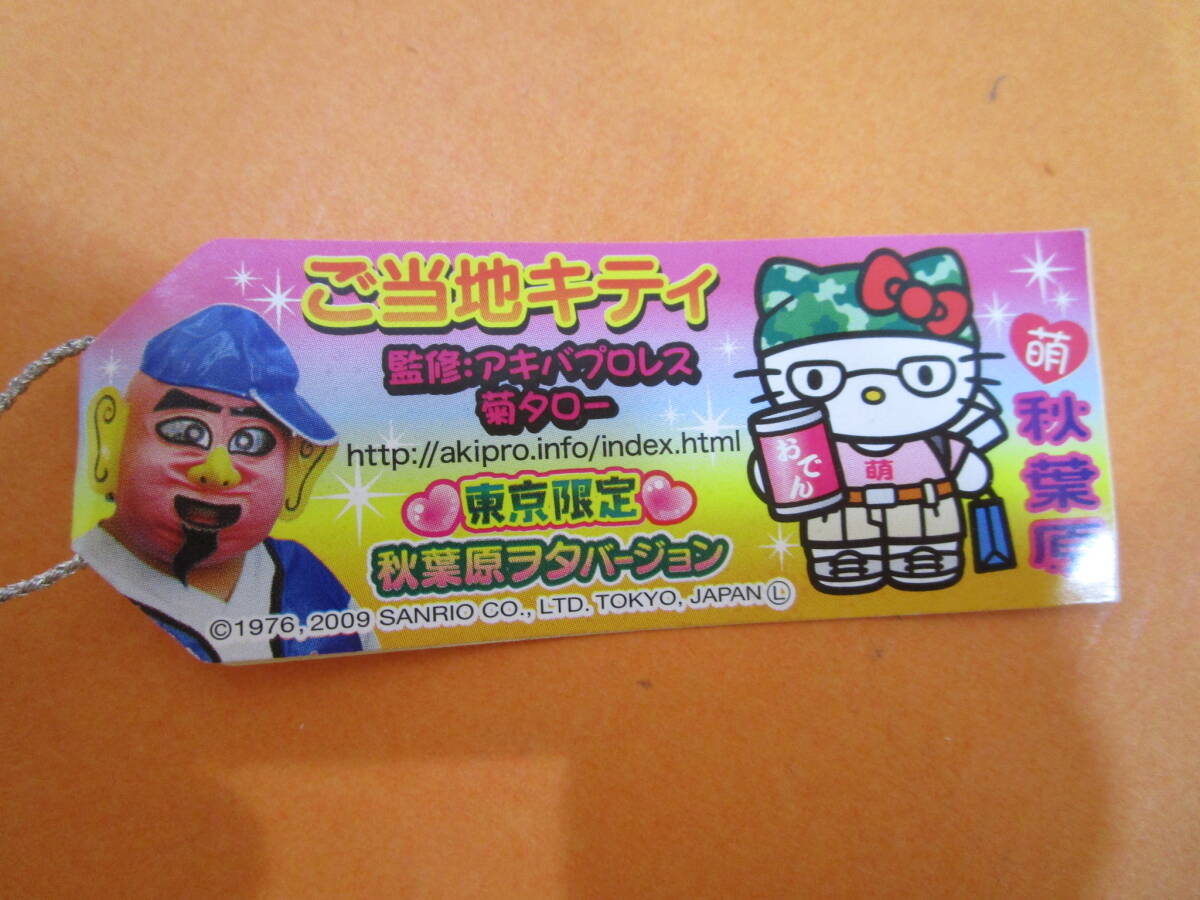 ご当地キティ
監修:アキバプロレス
菊タロー
http://akipro.info/index.html
東京限定
秋葉原ヲタバージョン
©1976, 2009 SANRIO CO., LTD. TOKYO, JAPAN Ⓛ
おでん
萌
萌
秋葉原